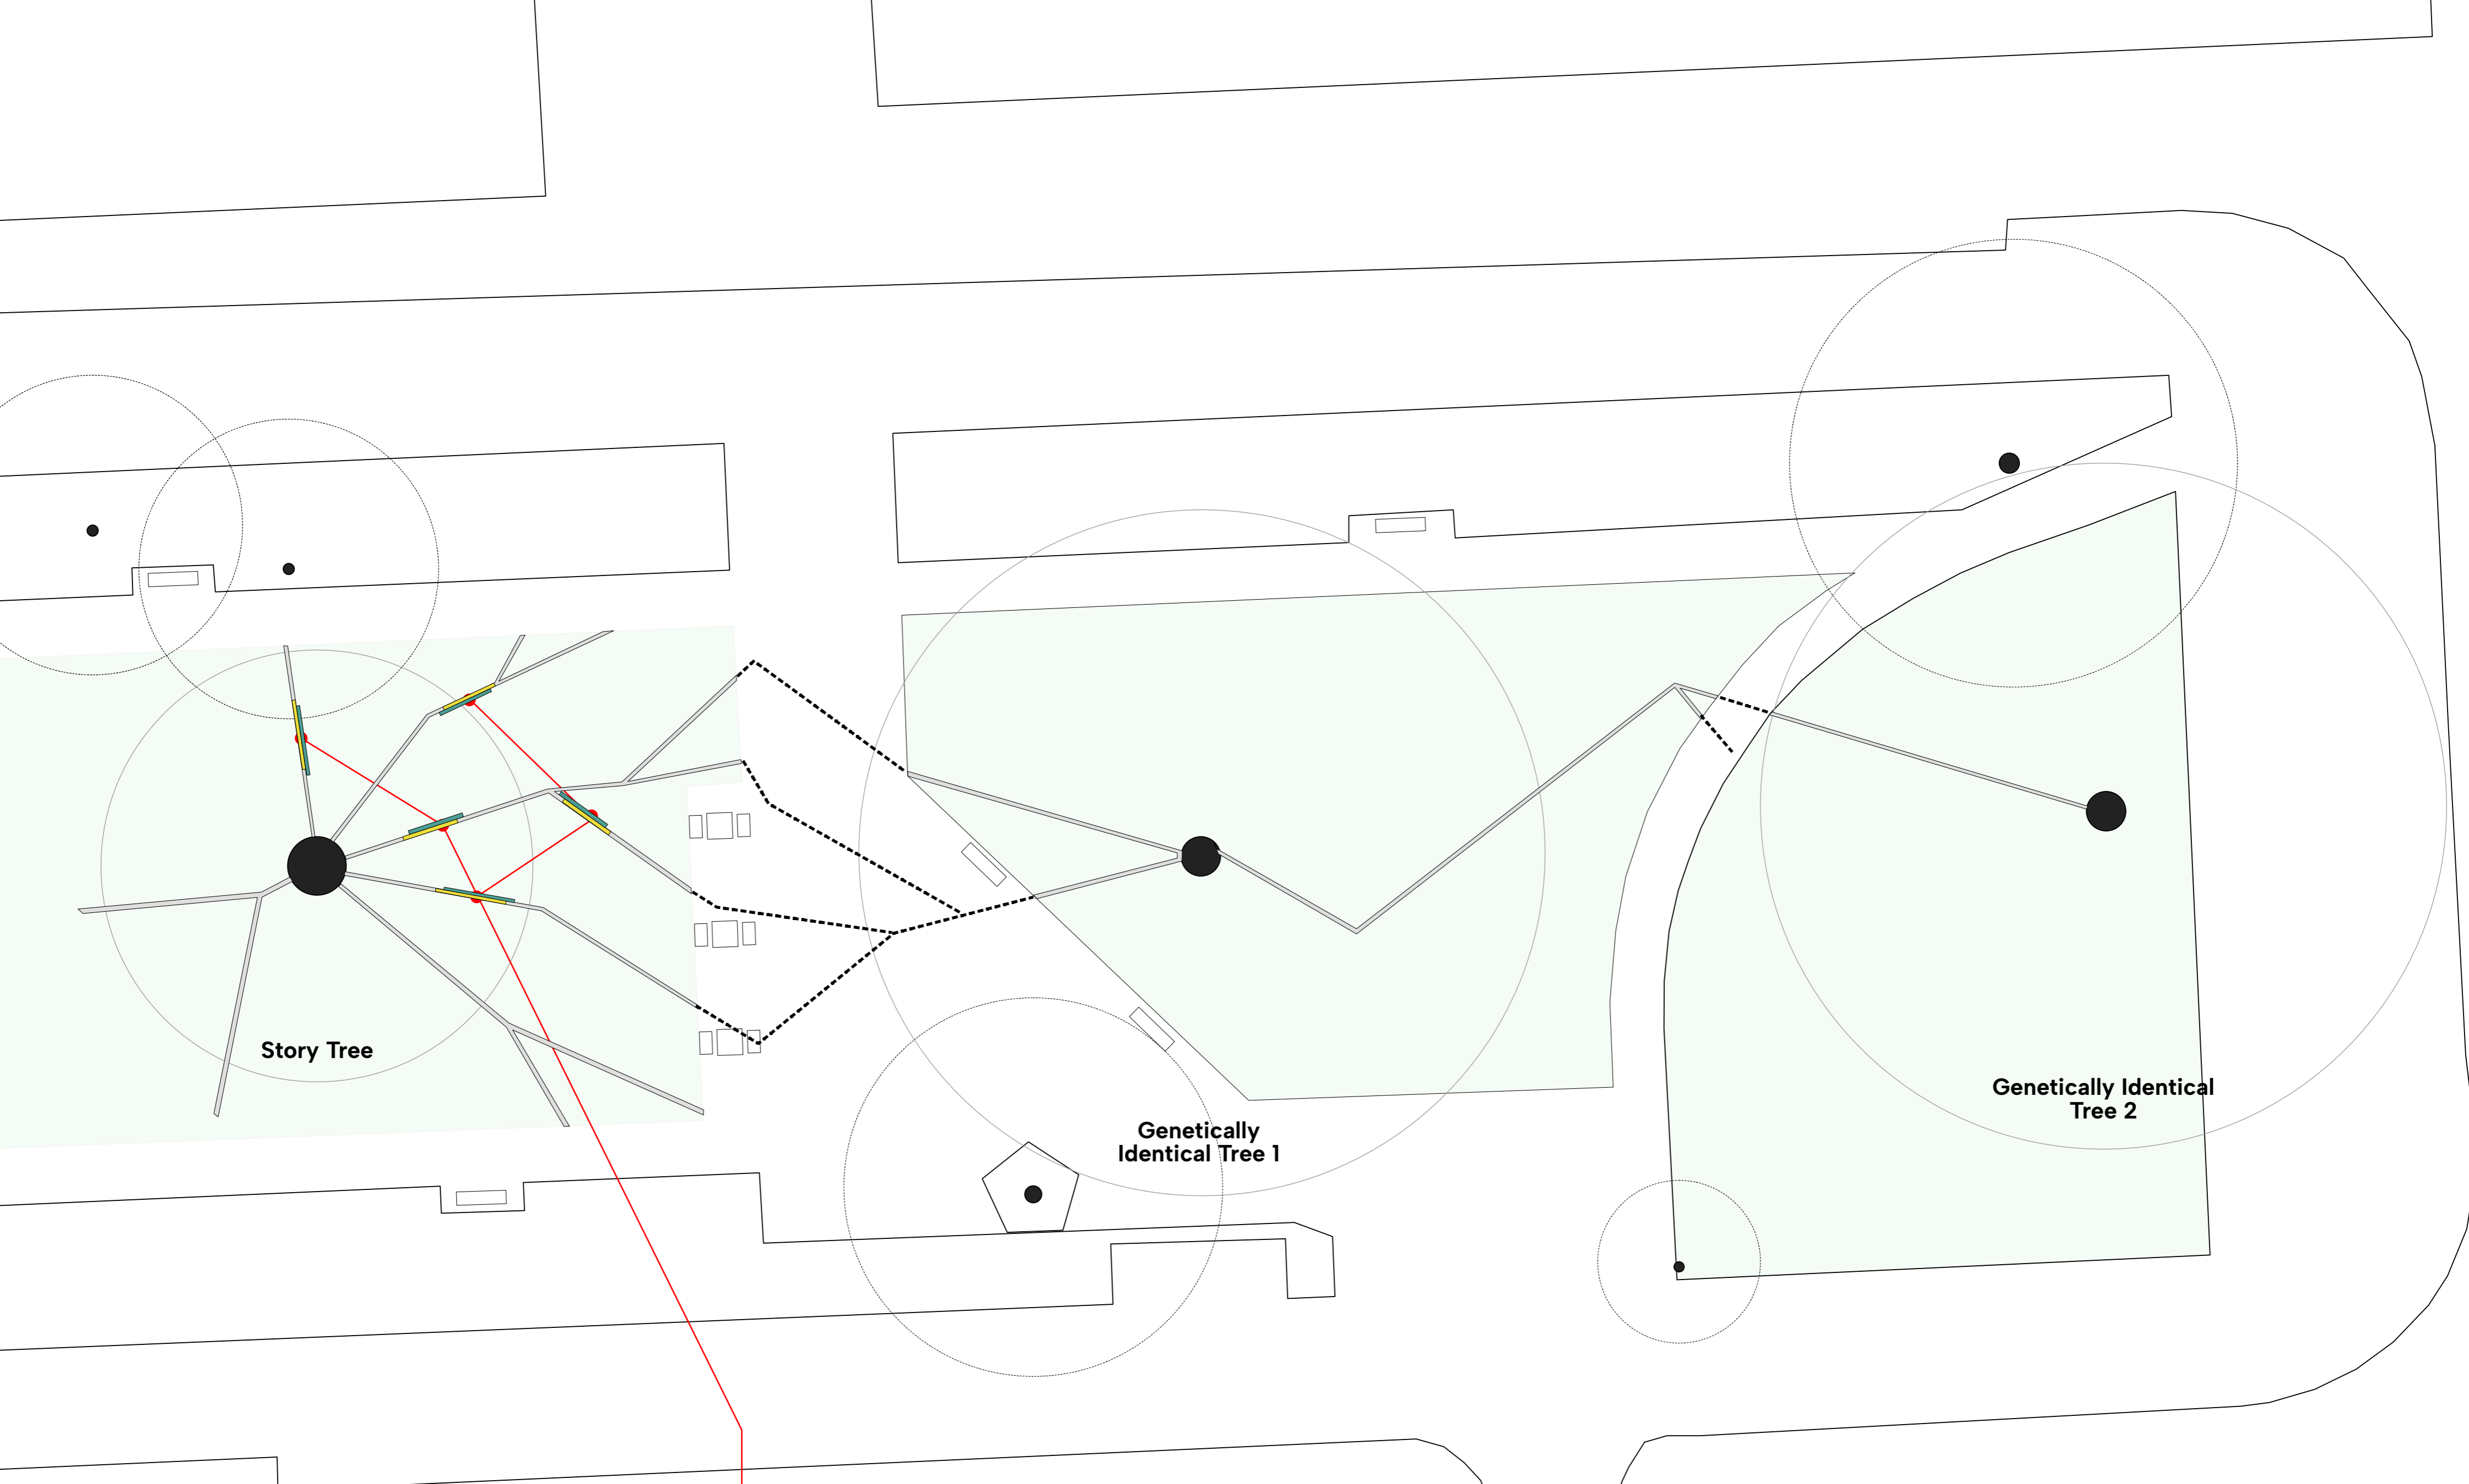 Story Tree
Genetically
Identical Tree 1
Genetically Identical
Tree 2